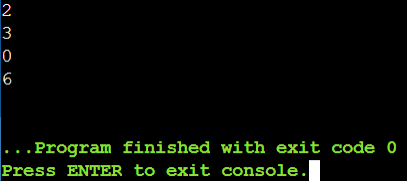 2
3
0
6
...Program finished with exit code 0
Press ENTER to exit console.